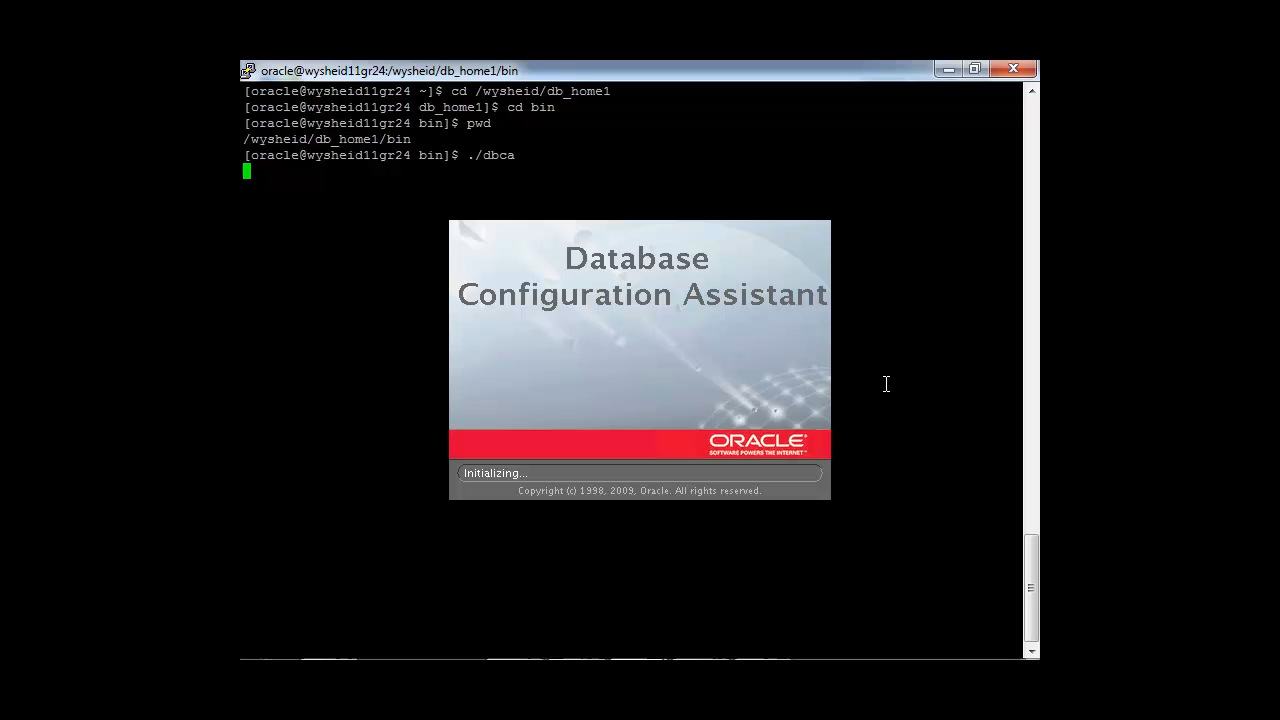 oracle@wysheid11gr24:/wysheid/db_home1/bin
[oracle@wysheid11gr24 ~]$ cd /wysheid/db_home1
[oracle@wysheid11gr24 db_home1]$ cd bin
[oracle@wysheid11gr24 bin]$ pwd
/wysheid/db_home1/bin
[oracle@wysheid11gr24 bin]$ ./dbca
Database
Configuration Assistant
ORACLE
SOFTWARE POWERS THE INTERNET™
Initializing...
Copyright (c) 1998, 2009, Oracle. All rights reserved.